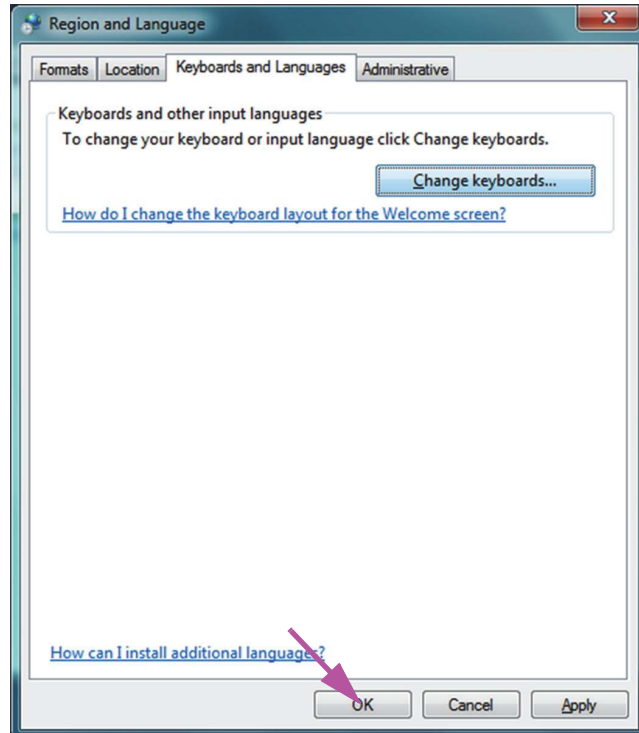 Region and Language
Formats Location Keyboards and Languages Administrative
Keyboards and other input languages
To change your keyboard or input language click Change keyboards.
Change keyboards...
How do I change the keyboard layout for the Welcome screen?
How can I install additional languages?
OK Cancel Apply